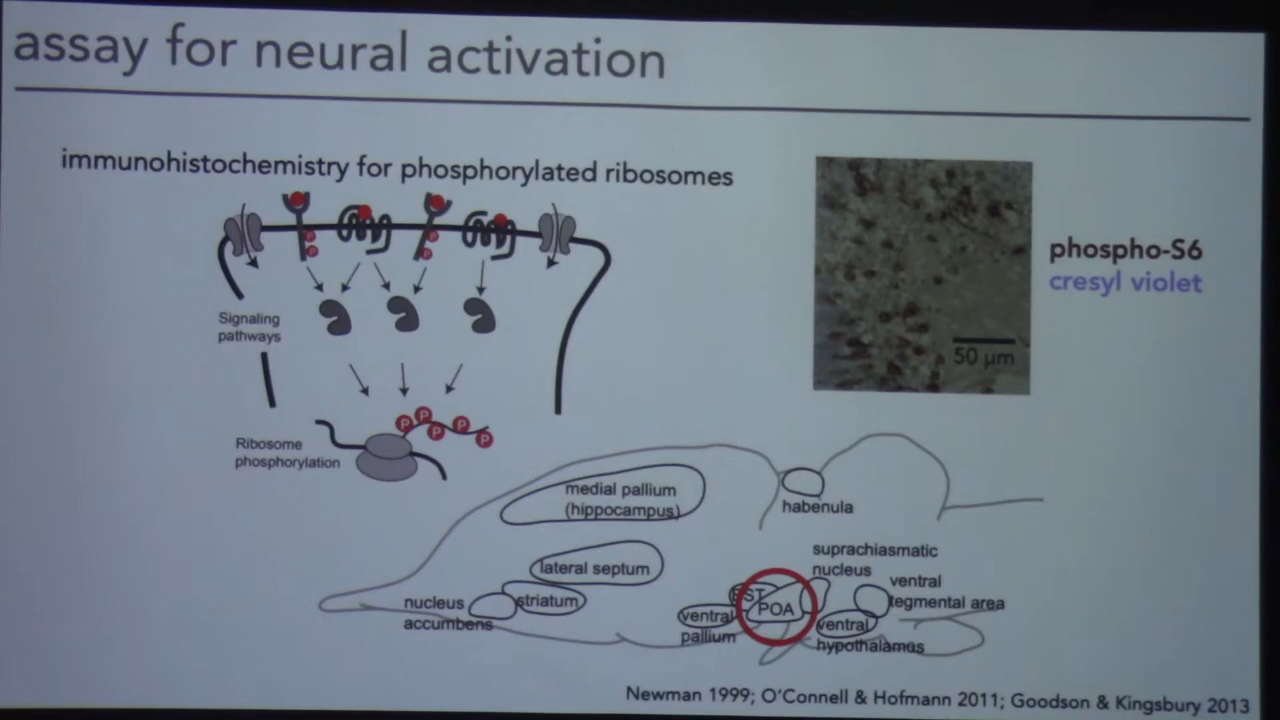 assay for neural activation
immunohistochemistry for phosphorylated ribosomes
P
P
P
P
Signaling
pathways
phospho-S6
cresyl violet
50 µm
P
P
P
P
P
Ribosome
phosphorylation
medial pallium
(hippocampus)
habenula
lateral septum
suprachiasmatic
nucleus
nucleus
accumbens
striatum
BST
POA
ventral
pallium
ventral
tegmental area
ventral
hypothalamus
Newman 1999; O'Connell & Hofmann 2011; Goodson & Kingsbury 2013